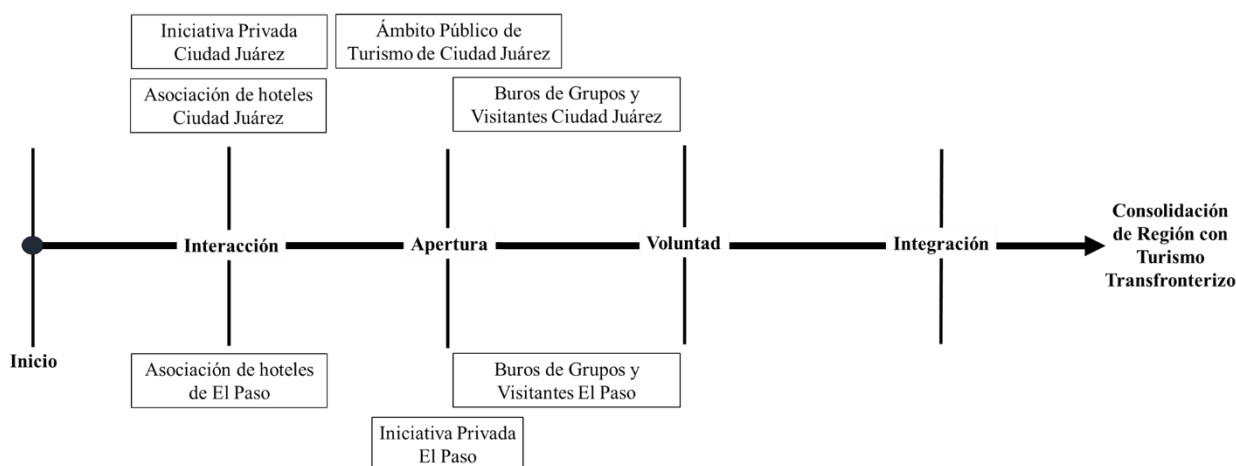 Iniciativa Privada
Ciudad Juárez
Ámbito Público de
Turismo de Ciudad Juárez
Asociación de hoteles
Ciudad Juárez
Buros de Grupos y
Visitantes Ciudad Juárez
Interacción
Apertura
Voluntad
Integración
Consolidación
de Región con
Turismo
Transfronterizo
Inicio
Asociación de hoteles
de El Paso
Buros de Grupos y
Visitantes El Paso
Iniciativa Privada
El Paso